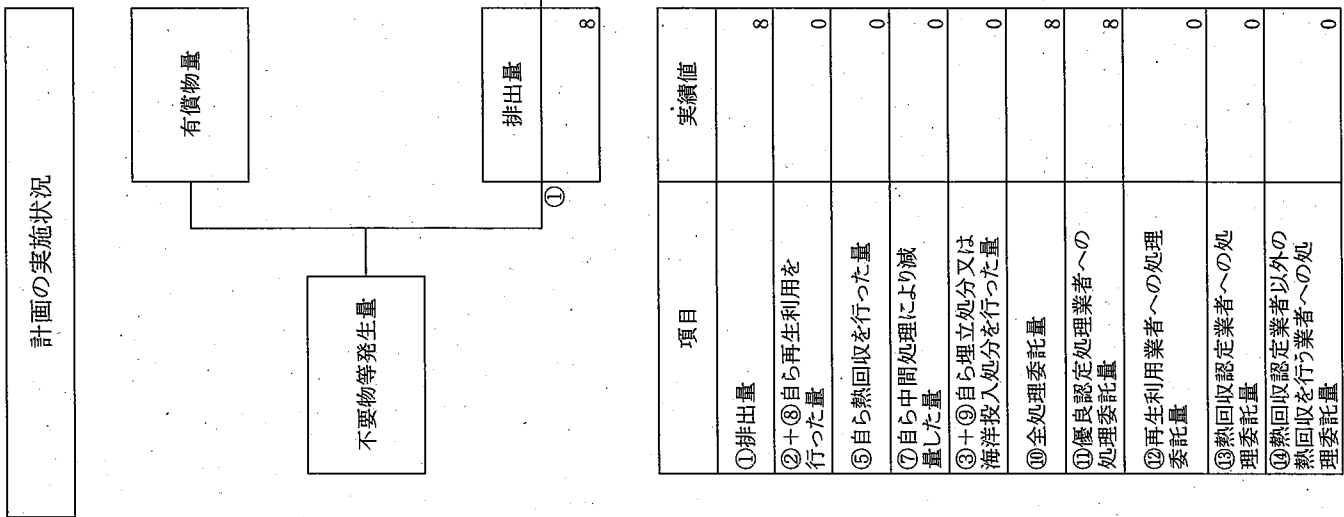 計画の実施状況
有償物量
不要物等発生量
排出量
8
①
項目 実績値
①排出量 8
②+⑧自ら再生利用を
行った量 0
⑤自ら熱回収を行った量 0
⑦自ら中間処理により減
量した量 0
③+⑨自ら埋立処分又は
海洋投入処分を行った量 0
⑩全処理委託量 8
⑪優良認定処理業者への
処理委託量 8
⑫再生利用業者への処理
委託量 0
⑬熱回収認定業者への処
理委託量 0
⑭熱回収認定業者以外の
熱回収を行う業者への処
理委託量 0